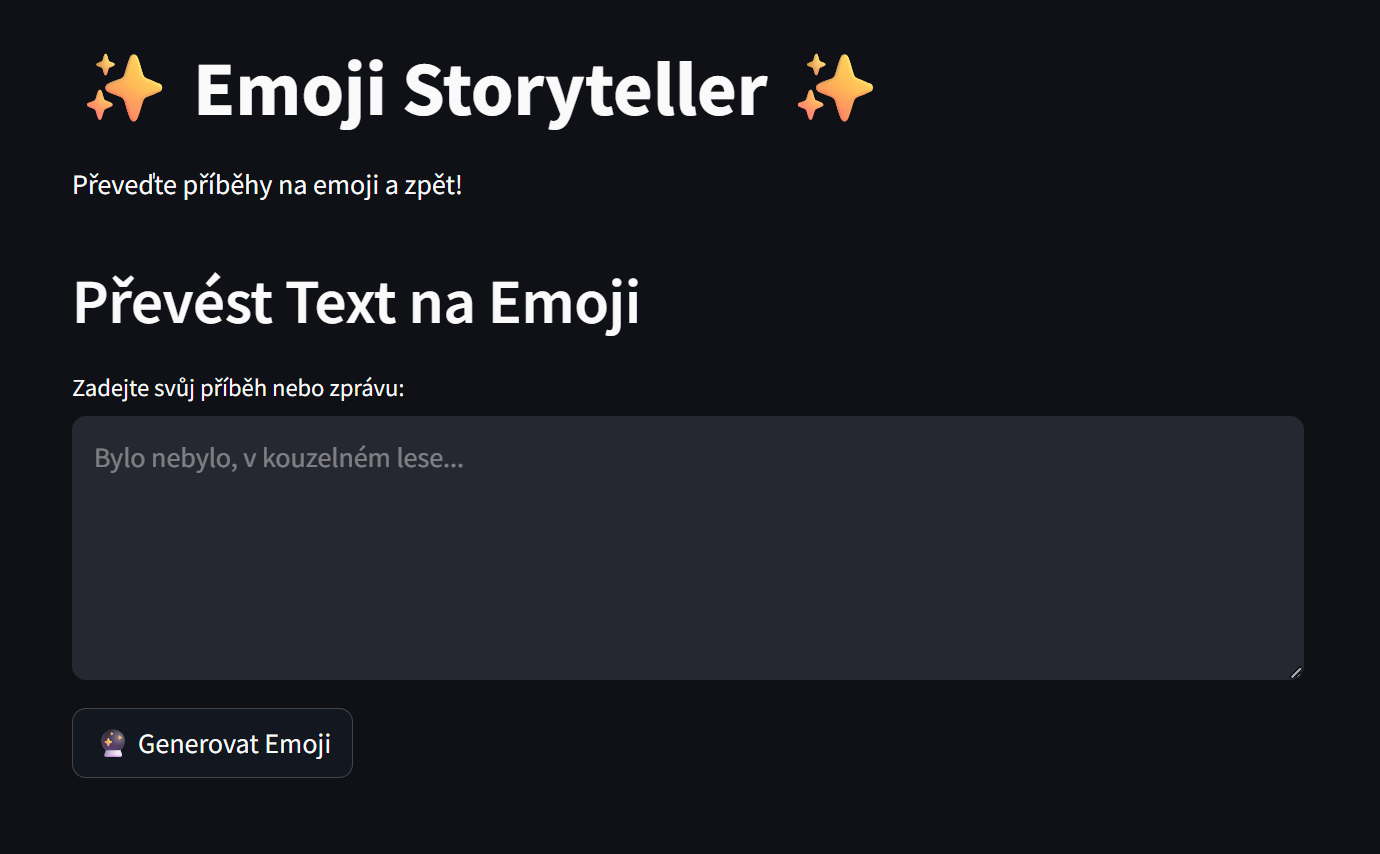 ✨ Emoji Storyteller ✨
Převeďte příběhy na emoji a zpět!
Převést Text na Emoji
Zadejte svůj příběh nebo zprávu:
Bylo nebylo, v kouzelném lese...
🔮 Generovat Emoji